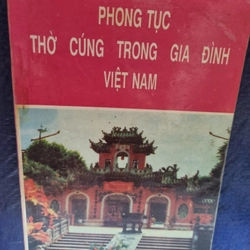 PHONG TỤC
THỜ CÚNG TRONG GIA ĐÌNH
VIỆT NAM